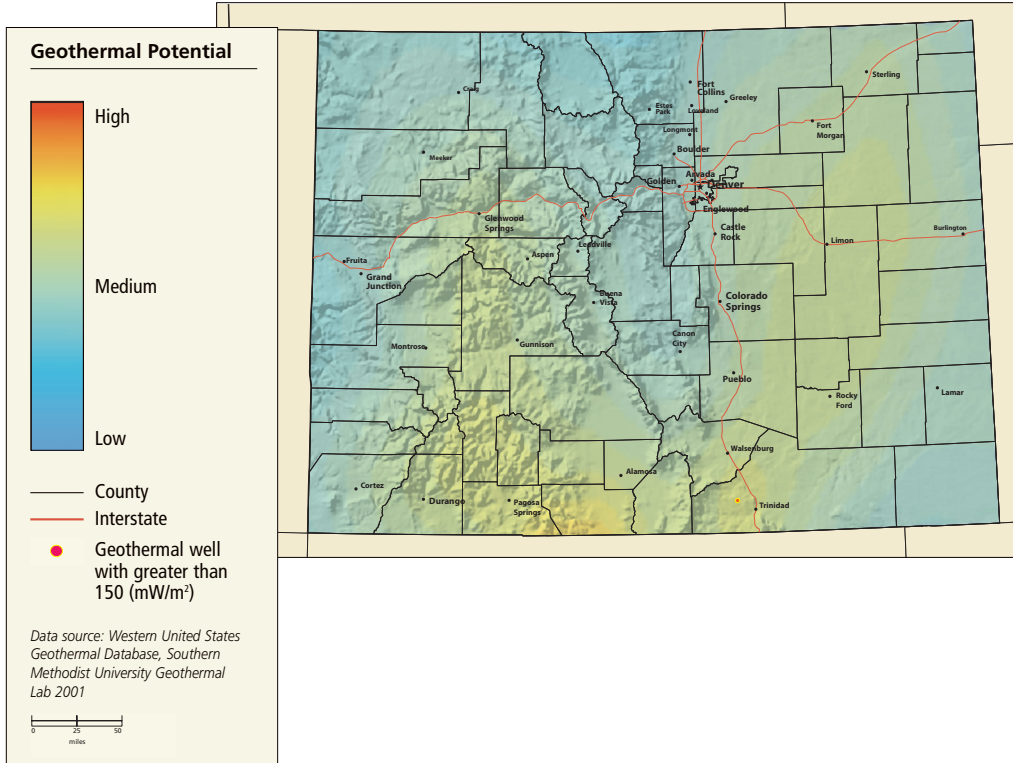 Geothermal Potential
High
Medium
Low
County
Interstate
Geothermal well
with greater than
150 (mW/m²)
Data source: Western United States
Geothermal Database, Southern
Methodist University Geothermal
Lab 2001
0 25 50
miles
Craig
Meeker
Fort
Collins
Estes
Park
Loveland
Greeley
Sterling
Longmont
Fort
Morgan
Boulder
Arvada
Golden
Denver
Englewood
Glenwood
Springs
Castle
Rock
Limon
Burlington
Leadville
Aspen
Fruita
Grand
Junction
Buena
Vista
Colorado
Springs
Canon
City
Montrose
Gunnison
Pueblo
Rocky
Ford
Lamar
Walsenburg
Alamosa
Cortez
Durango
Pagosa
Springs
Trinidad